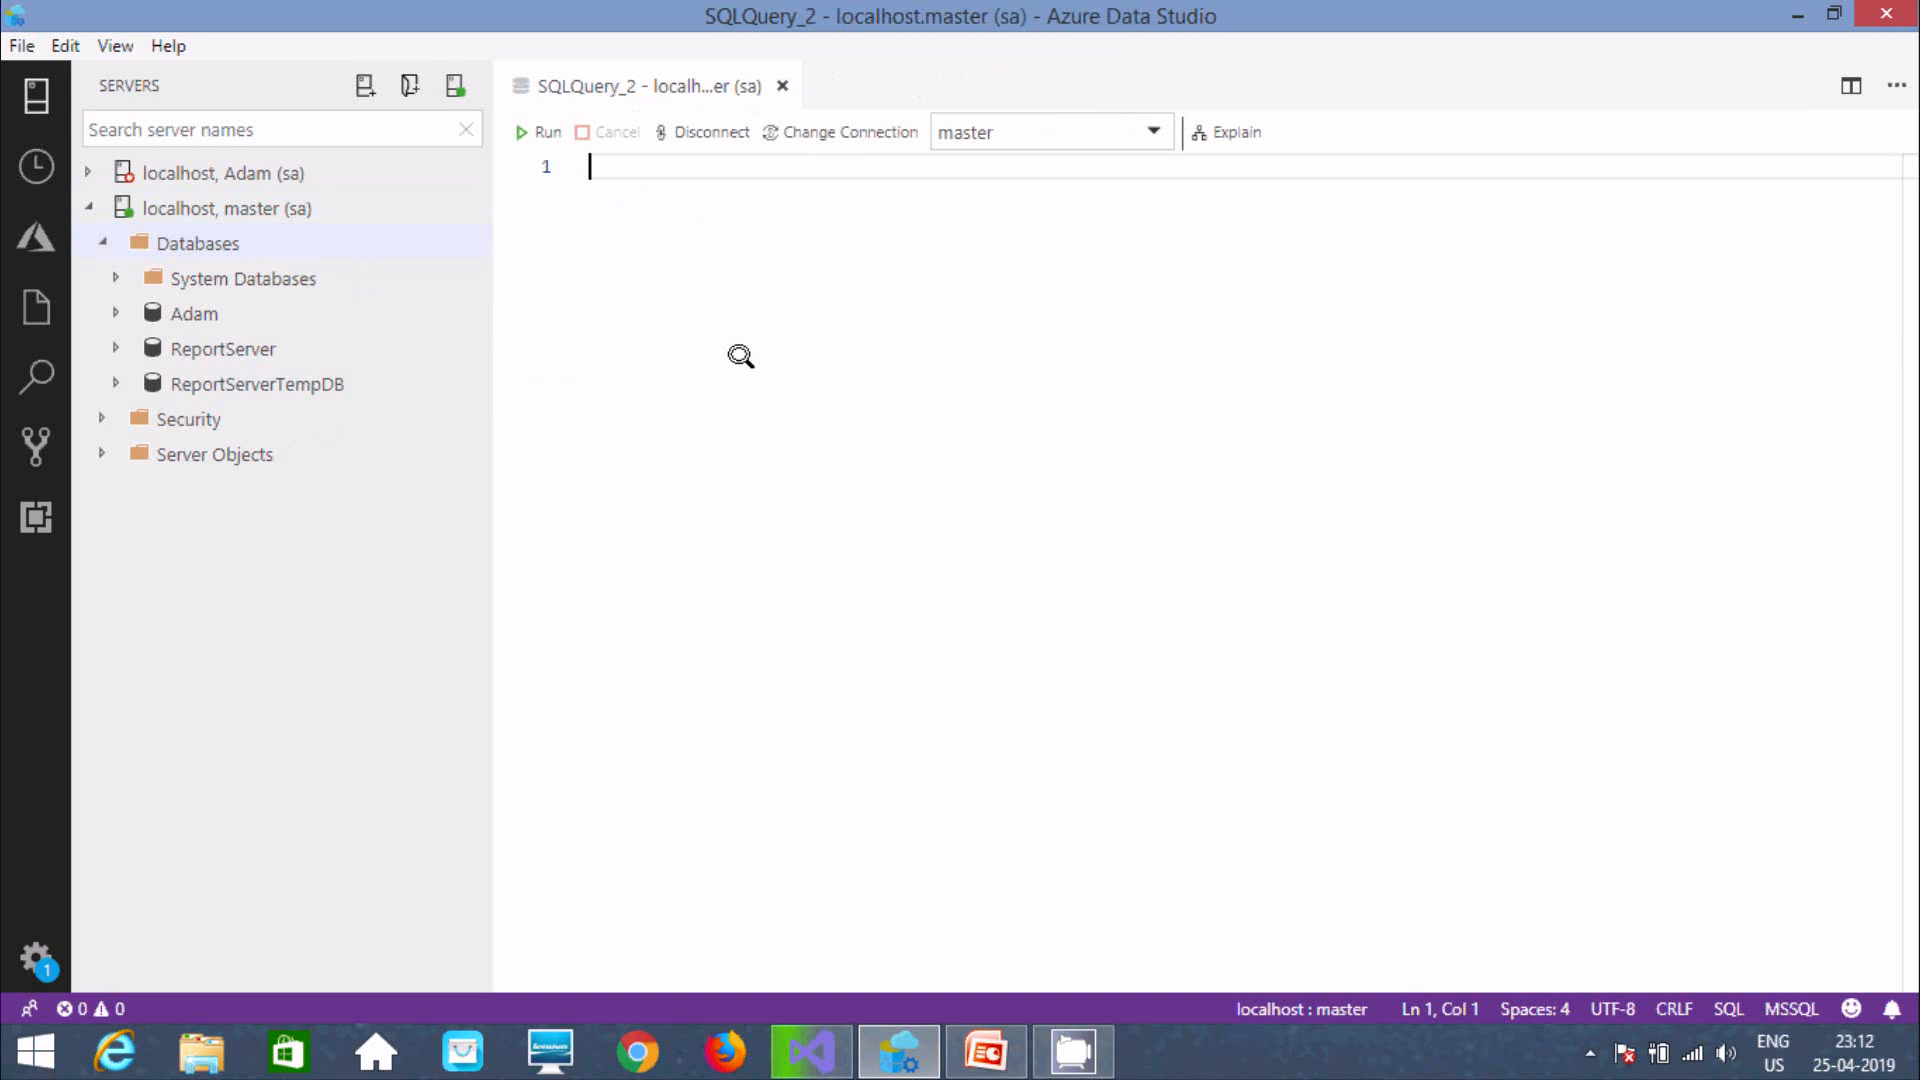 SQLQuery_2 - localhost.master (sa) - Azure Data Studio
File Edit View Help
SERVERS
Search server names
localhost, Adam (sa)
localhost, master (sa)
Databases
System Databases
Adam
ReportServer
ReportServerTempDB
Security
Server Objects
SQLQuery_2 - localh...er (sa)
Run Cancel Disconnect Change Connection master Explain
1
1
0 0 localhost : master Ln 1, Col 1 Spaces: 4 UTF-8 CRLF SQL MSSQL
lenovo
ENG 23:12
US 25-04-2019